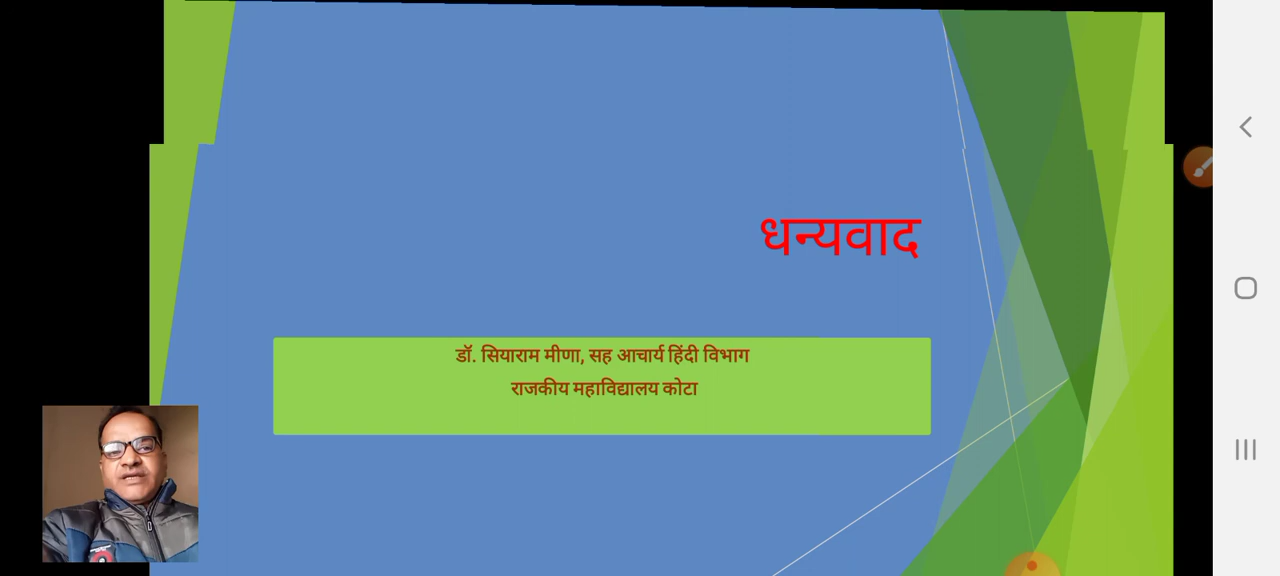 धन्यवाद
डॉ. सियाराम मीणा, सह आचार्य हिंदी विभाग
राजकीय महाविद्यालय कोटा